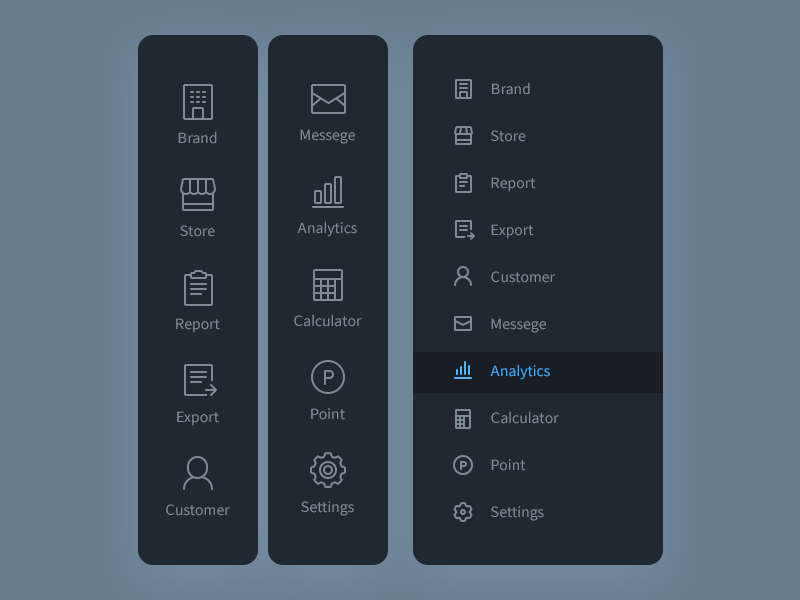 Brand
Store
Report
Export
Customer
Messege
Analytics
Calculator
P
Point
Settings
Brand
Store
Report
Export
Customer
Messege
Analytics
Calculator
P
Point
Settings